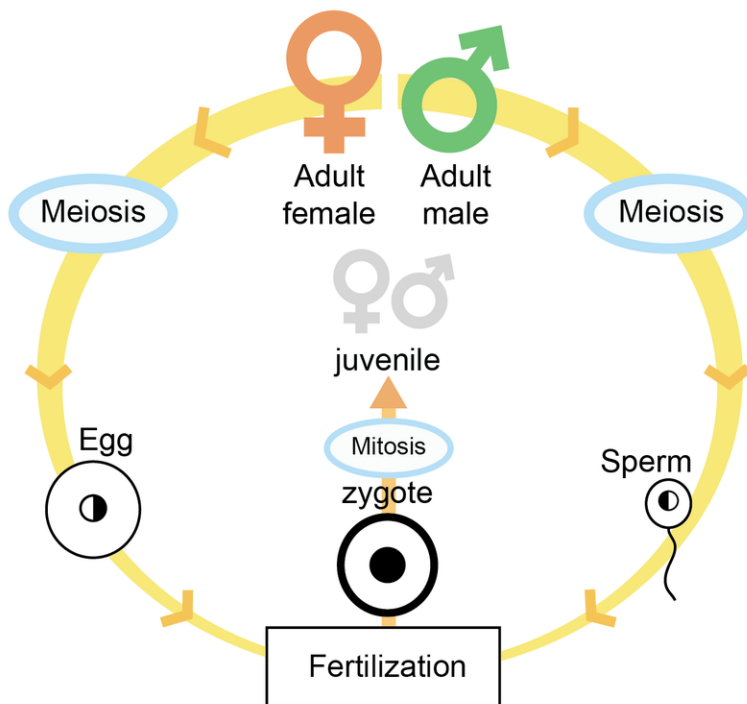 Adult
female
Adult
male
Meiosis
Meiosis
juvenile
Mitosis
Egg
zygote
Sperm
Fertilization